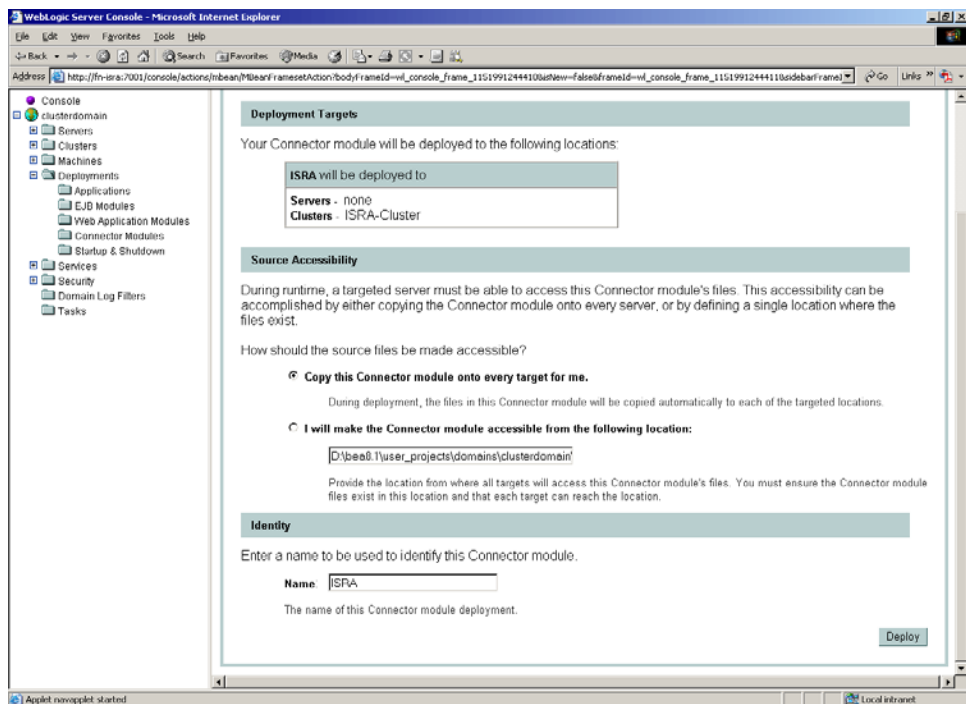 WebLogic Server Console - Microsoft Internet Explorer
File Edit View Favorites Tools Help
Back Search Favorites Media
Address http://fn-isra:7001/console/actions/mbean/MBeanFramesetAction?bodyFrameId=wl_console_frame_1151991244410&isNew=false&frameId=wl_console_frame_1151991244411&sidebarFrameI Go Links »
Console
clusterdomain
Servers
Clusters
Machines
Deployments
Applications
EJB Modules
Web Application Modules
Connector Modules
Startup & Shutdown
Services
Security
Domain Log Filters
Tasks
Deployment Targets
Your Connector module will be deployed to the following locations:
ISRA will be deployed to
Servers - none
Clusters - ISRA-Cluster
Source Accessibility
During runtime, a targeted server must be able to access this Connector module's files. This accessibility can be
accomplished by either copying the Connector module onto every server, or by defining a single location where the
files exist.
How should the source files be made accessible?
Copy this Connector module onto every target for me.
During deployment, the files in this Connector module will be copied automatically to each of the targeted locations.
I will make the Connector module accessible from the following location:
D:\bea8.1\user_projects\domains\clusterdomain\
Provide the location from where all targets will access this Connector module's files. You must ensure the Connector module
files exist in this location and that each target can reach the location.
Identity
Enter a name to be used to identify this Connector module.
Name: ISRA
The name of this Connector module deployment.
Deploy
Applet navapplet started
Local intranet